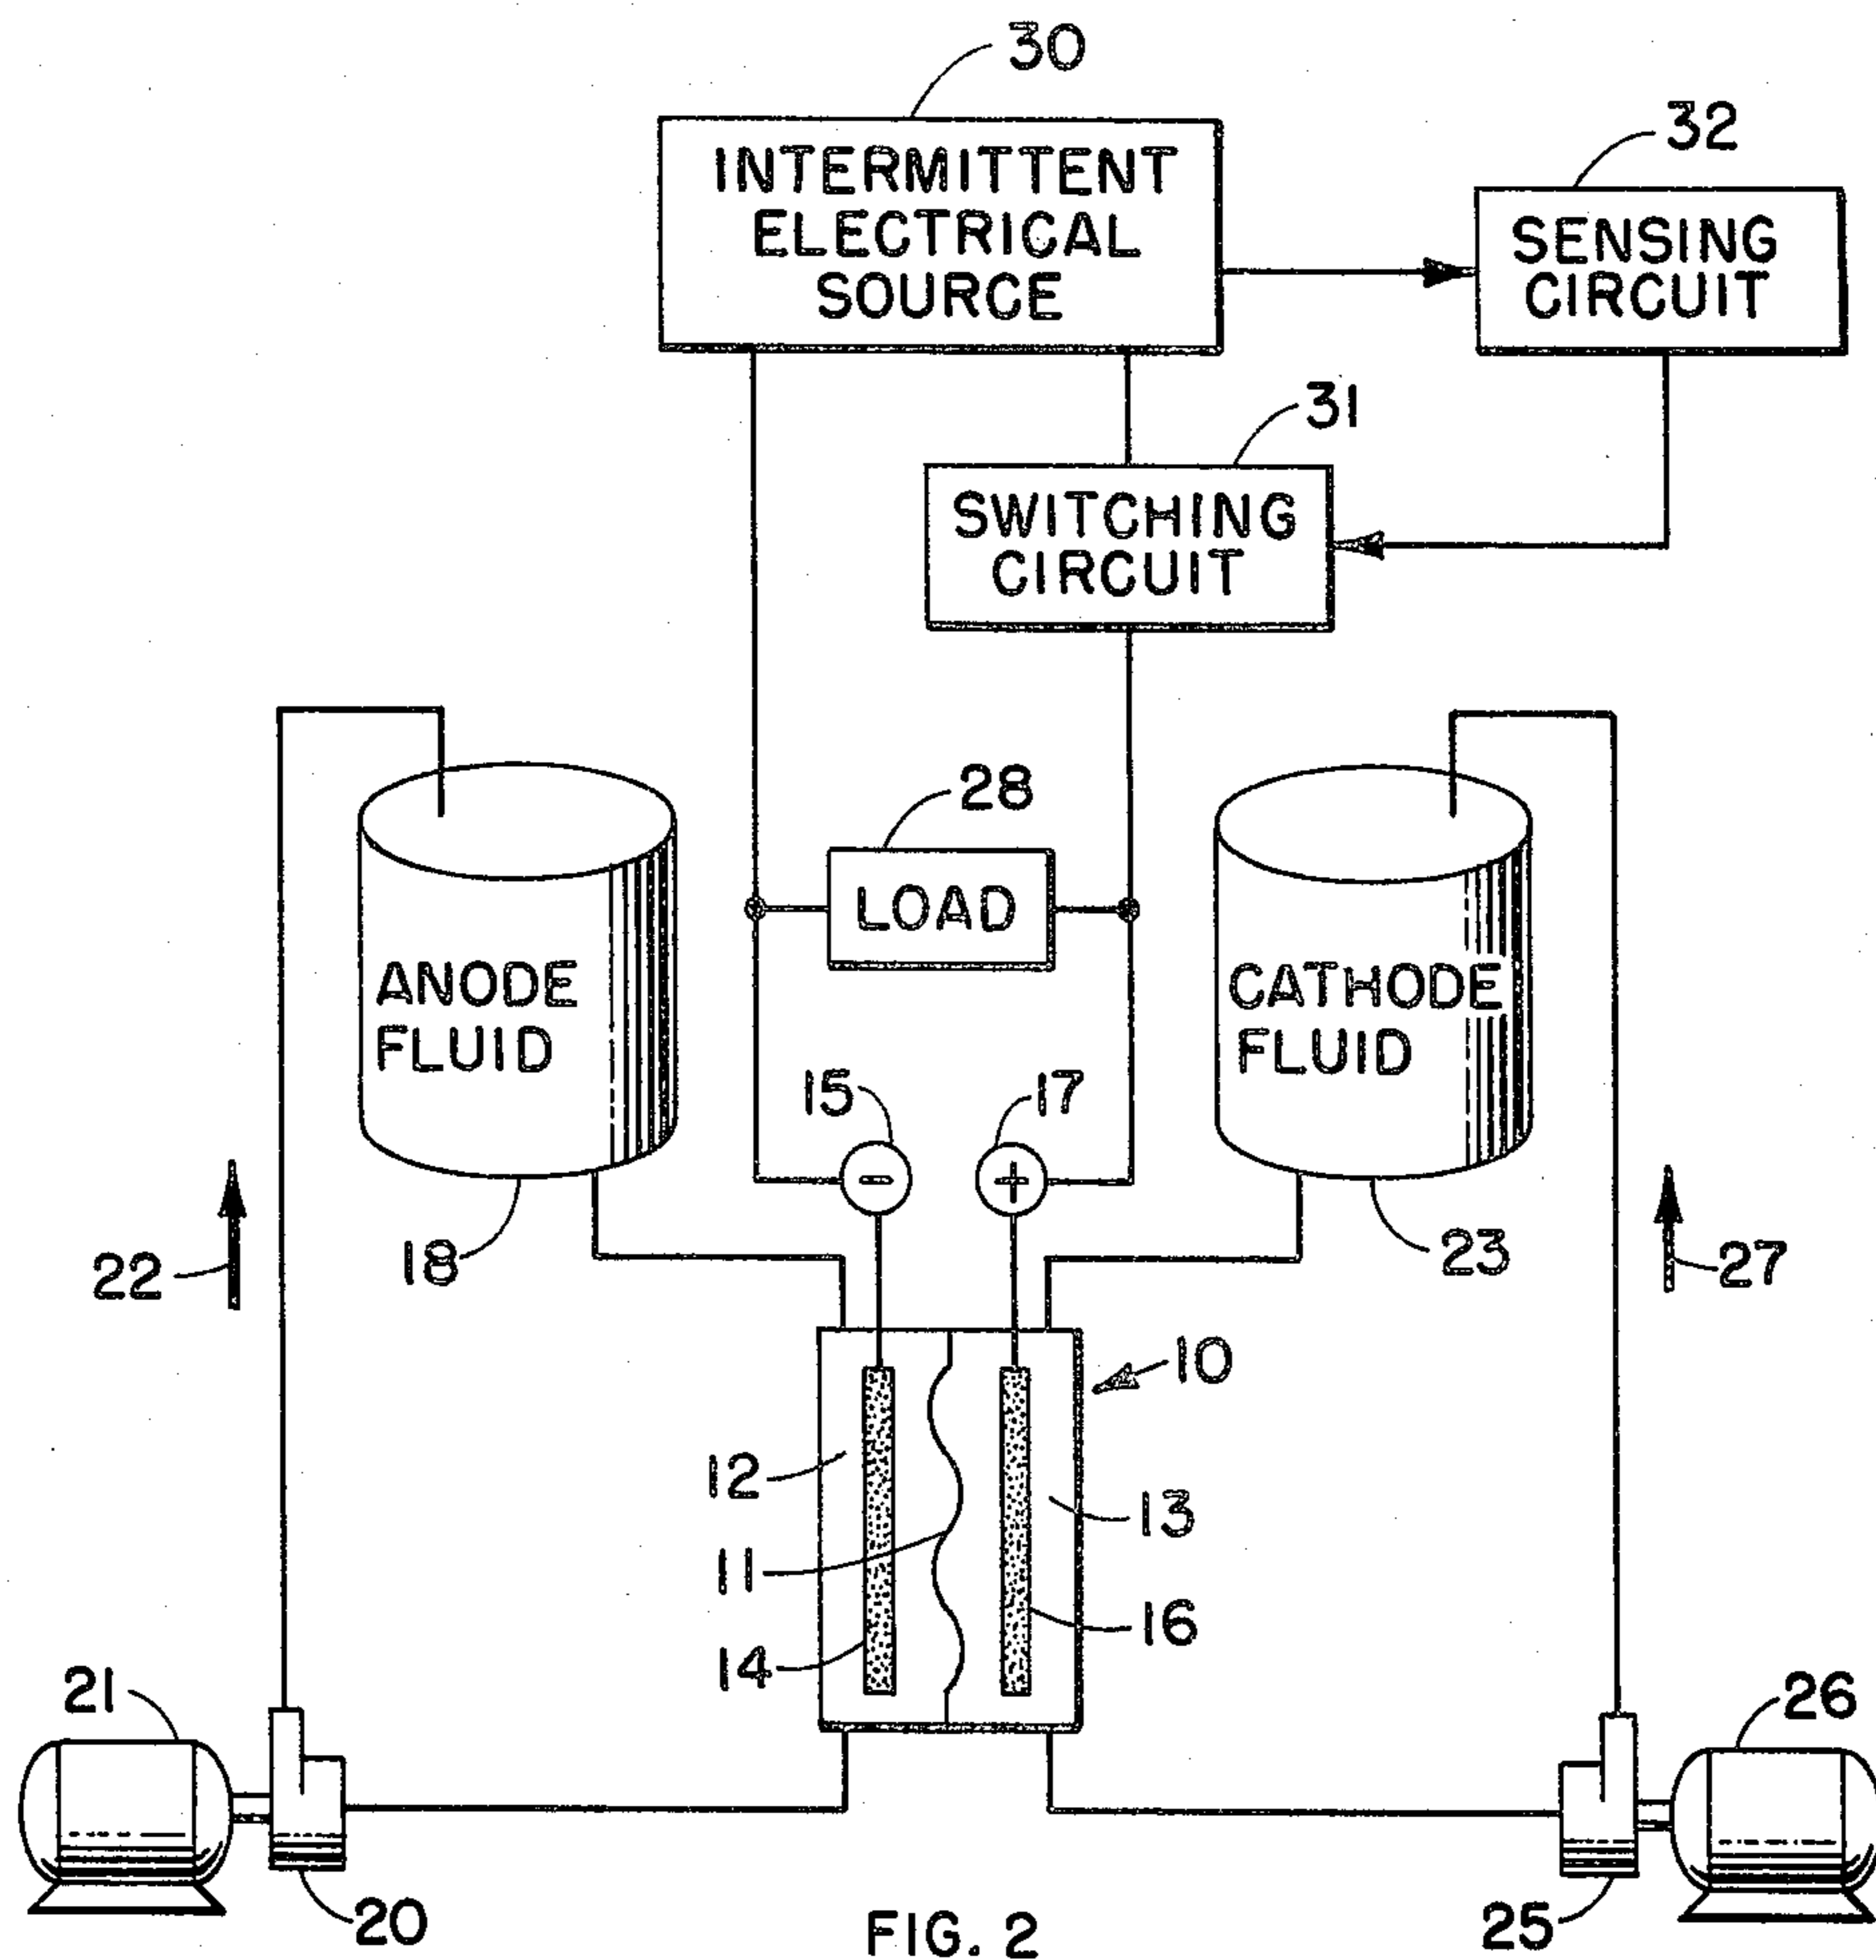 30
32
INTERMITTENT
ELECTRICAL
SOURCE
SENSING
CIRCUIT
31
SWITCHING
CIRCUIT
28
LOAD
ANODE
FLUID
CATHODE
FLUID
15
17
-
+
22
18
23
27
10
12
13
11
16
14
21
26
20
25
FIG. 2